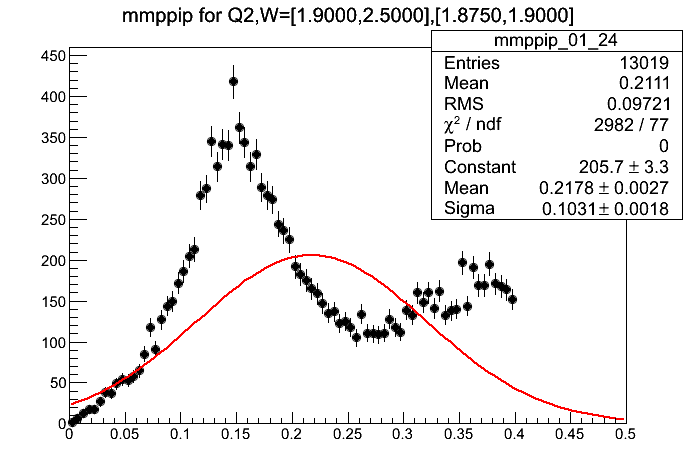 mmppip for Q2,W=[1.9000,2.5000],[1.8750,1.9000]
mmppip_01_24
Entries 13019
Mean 0.2111
RMS 0.09721
χ² / ndf 2982 / 77
Prob 0
Constant 205.7 ± 3.3
Mean 0.2178 ± 0.0027
Sigma 0.1031 ± 0.0018
450
400
350
300
250
200
150
100
50
0
0 0.05 0.1 0.15 0.2 0.25 0.3 0.35 0.4 0.45 0.5